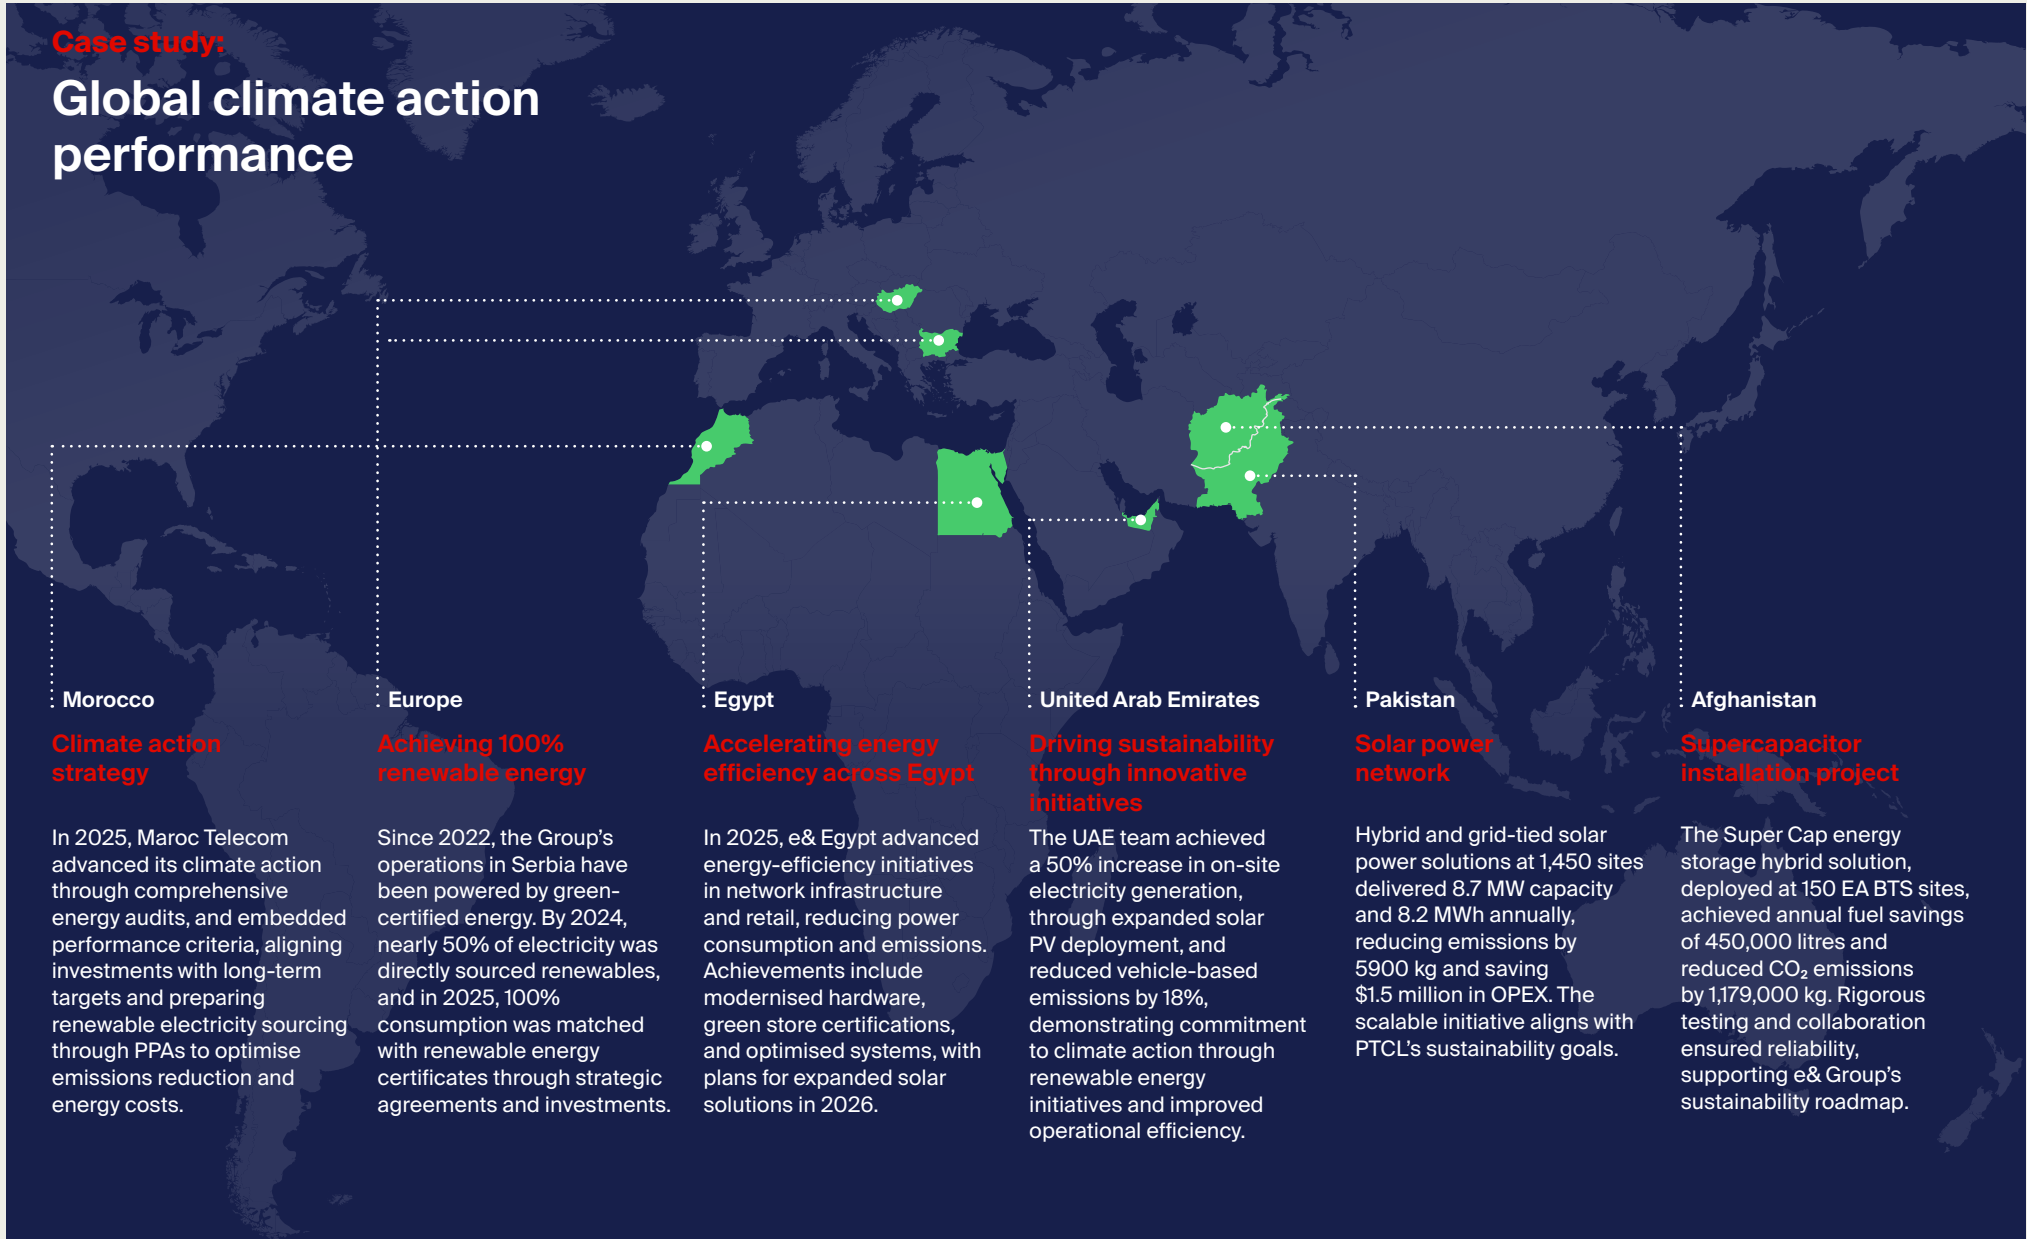 Case study:
Global climate action
performance
Morocco
Climate action
strategy
In 2025, Maroc Telecom
advanced its climate action
through comprehensive
energy audits, and embedded
performance criteria, aligning
investments with long-term
targets and preparing
renewable electricity sourcing
through PPAs to optimise
emissions reduction and
energy costs.
Europe
Achieving 100%
renewable energy
Since 2022, the Group’s
operations in Serbia have
been powered by green-
certified energy. By 2024,
nearly 50% of electricity was
directly sourced renewables,
and in 2025, 100%
consumption was matched
with renewable energy
certificates through strategic
agreements and investments.
Egypt
Accelerating energy
efficiency across Egypt
In 2025, e& Egypt advanced
energy-efficiency initiatives
in network infrastructure
and retail, reducing power
consumption and emissions.
Achievements include
modernised hardware,
green store certifications,
and optimised systems, with
plans for expanded solar
solutions in 2026.
United Arab Emirates
Driving sustainability
through innovative
initiatives
The UAE team achieved
a 50% increase in on-site
electricity generation,
through expanded solar
PV deployment, and
reduced vehicle-based
emissions by 18%,
demonstrating commitment
to climate action through
renewable energy
initiatives and improved
operational efficiency.
Pakistan
Solar power
network
Hybrid and grid-tied solar
power solutions at 1,450 sites
delivered 8.7 MW capacity
and 8.2 MWh annually,
reducing emissions by
5900 kg and saving
$1.5 million in OPEX. The
scalable initiative aligns with
PTCL’s sustainability goals.
Afghanistan
Supercapacitor
installation project
The Super Cap energy
storage hybrid solution,
deployed at 150 EA BTS sites,
achieved annual fuel savings
of 450,000 litres and
reduced CO₂ emissions
by 1,179,000 kg. Rigorous
testing and collaboration
ensured reliability,
supporting e& Group’s
sustainability roadmap.